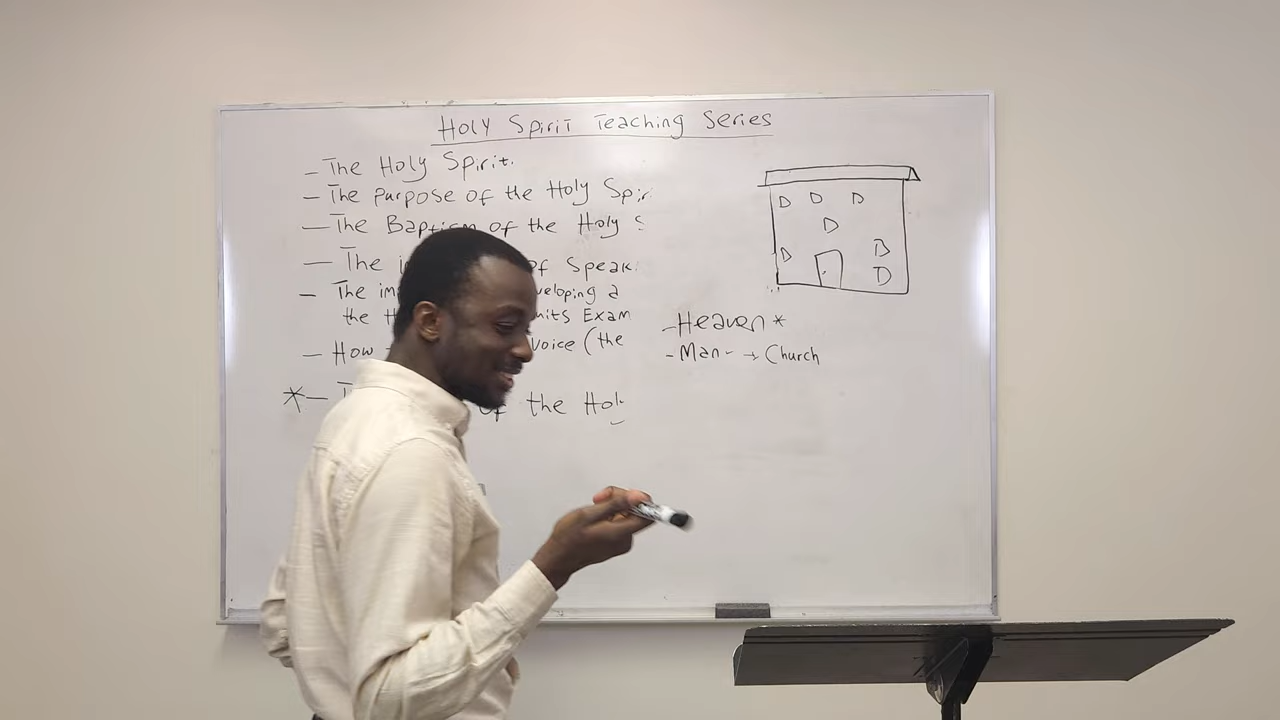 Holy Spirit Teaching Series
- The Holy Spirit.
- The Purpose of the Holy Spir
- The Baptism of the Holy S
- The of Speak
- The im veloping a
the H its Exam
- How Voice (the
*- of the Hol
D D D
D
D D
D
- Heaven *
- Man → Church